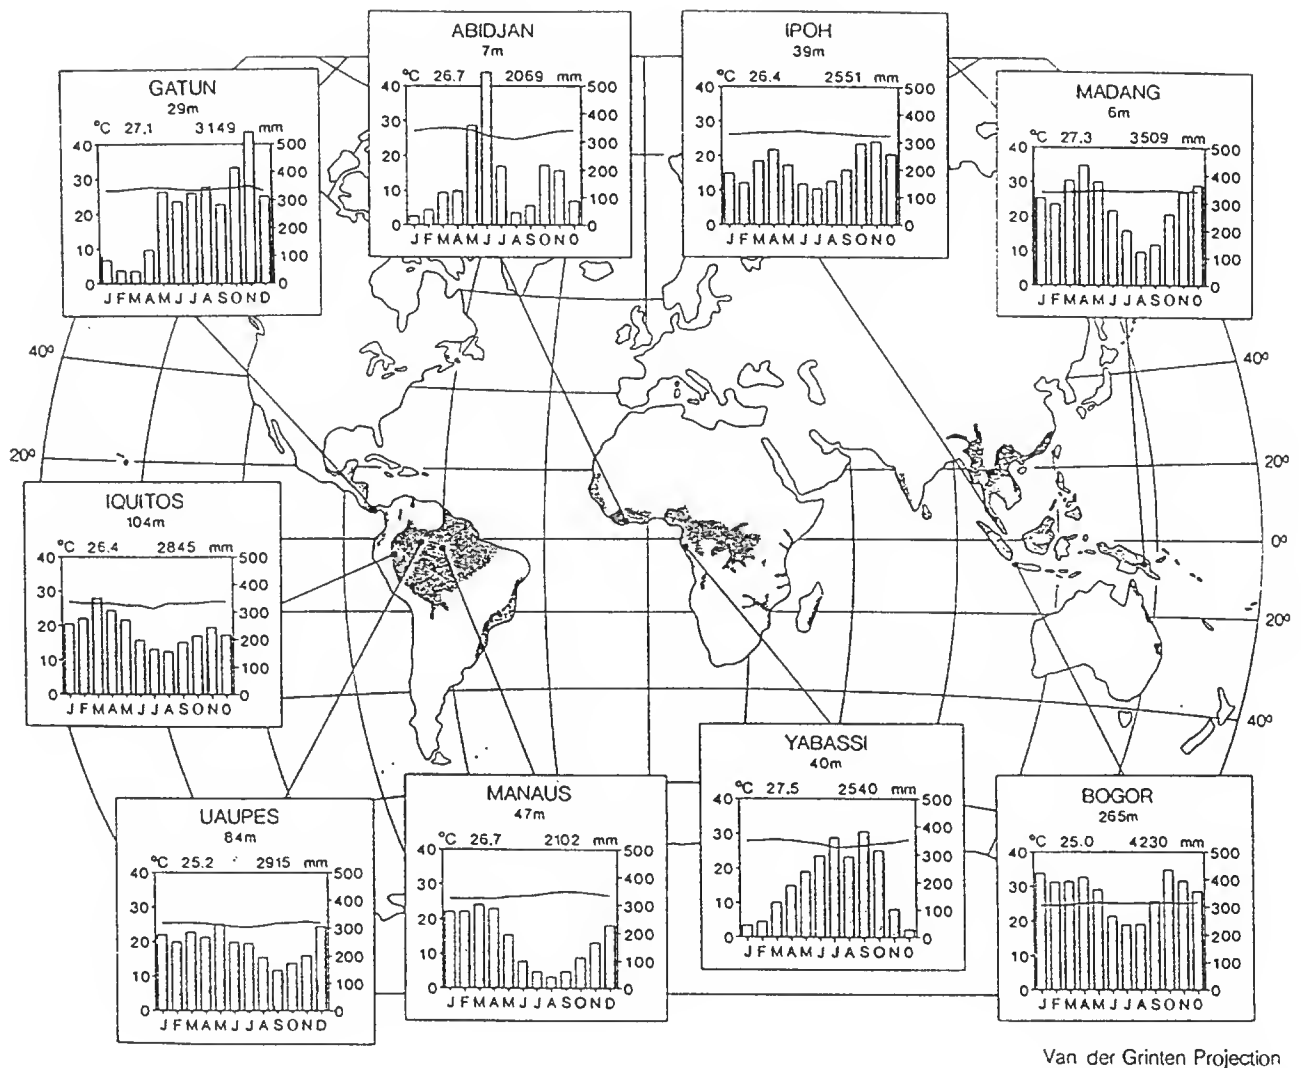 ABIDJAN
7m
°C 26.7 2069 mm
40 500
30 400
300
20 200
10 100
0 0
J F M A M J J A S O N O
IPOH
39m
°C 26.4 2551 mm
40 500
30 400
300
20 200
10 100
0 0
J F M A M J J A S O N O
GATUN
29m
°C 27.1 3149 mm
40 500
30 400
300
20 200
10 100
0 0
J F M A M J J A S O N D
MADANG
6m
°C 27.3 3509 mm
40 500
30 400
300
20 200
10 100
0 0
J F M A M J J A S O N O
40° 40°
20° 20°
0°
20°
40°
IQUITOS
104m
°C 26.4 2845 mm
40 500
30 400
300
20 200
10 100
0 0
J F M A M J J A S O N O
UAUPES
84m
°C 25.2 2915 mm
40 500
30 400
300
20 200
10 100
0 0
J F M A M J J A S O N D
MANAUS
47m
°C 26.7 2102 mm
40 500
30 400
300
20 200
10 100
0 0
J F M A M J J A S O N D
YABASSI
40m
°C 27.5 2540 mm
40 500
30 400
300
20 200
10 100
0 0
J F M A M J J A S O N O
BOGOR
265m
°C 25.0 4230 mm
40 500
30 400
300
20 200
10 100
0 0
J F M A M J J A S O N O
Van der Grinten Projection